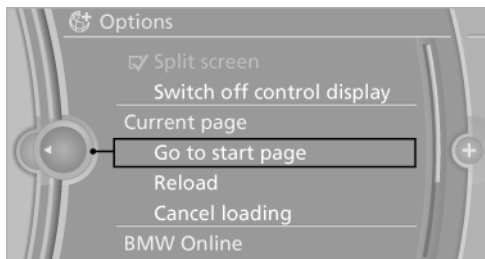 Options
Split screen
Switch off control display
Current page
Go to start page
Reload
Cancel loading
BMW Online